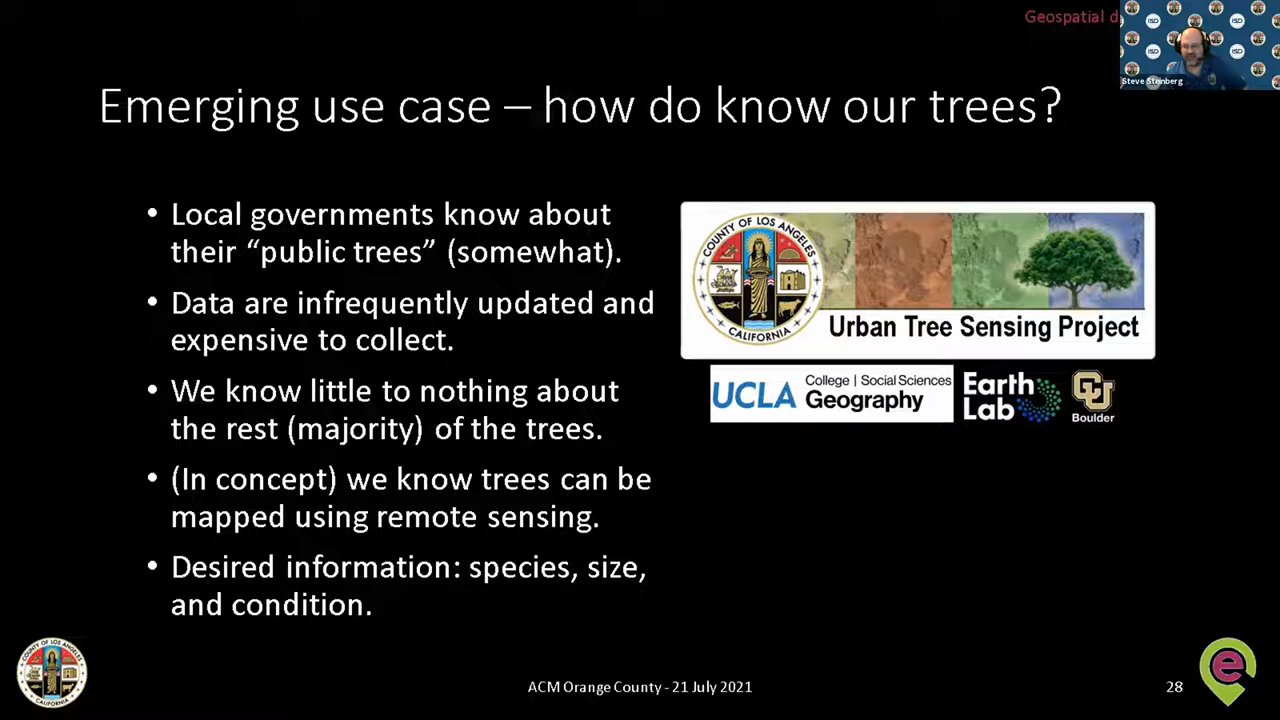 Geospatial d
Steve Steinberg
Emerging use case – how do know our trees?
• Local governments know about
their “public trees” (somewhat).
• Data are infrequently updated and
expensive to collect.
• We know little to nothing about
the rest (majority) of the trees.
• (In concept) we know trees can be
mapped using remote sensing.
• Desired information: species, size,
and condition.
COUNTY OF LOS ANGELES
CALIFORNIA
Urban Tree Sensing Project
UCLA
College | Social Sciences
Geography
Earth
Lab
CU
Boulder
ACM Orange County - 21 July 2021
28
e